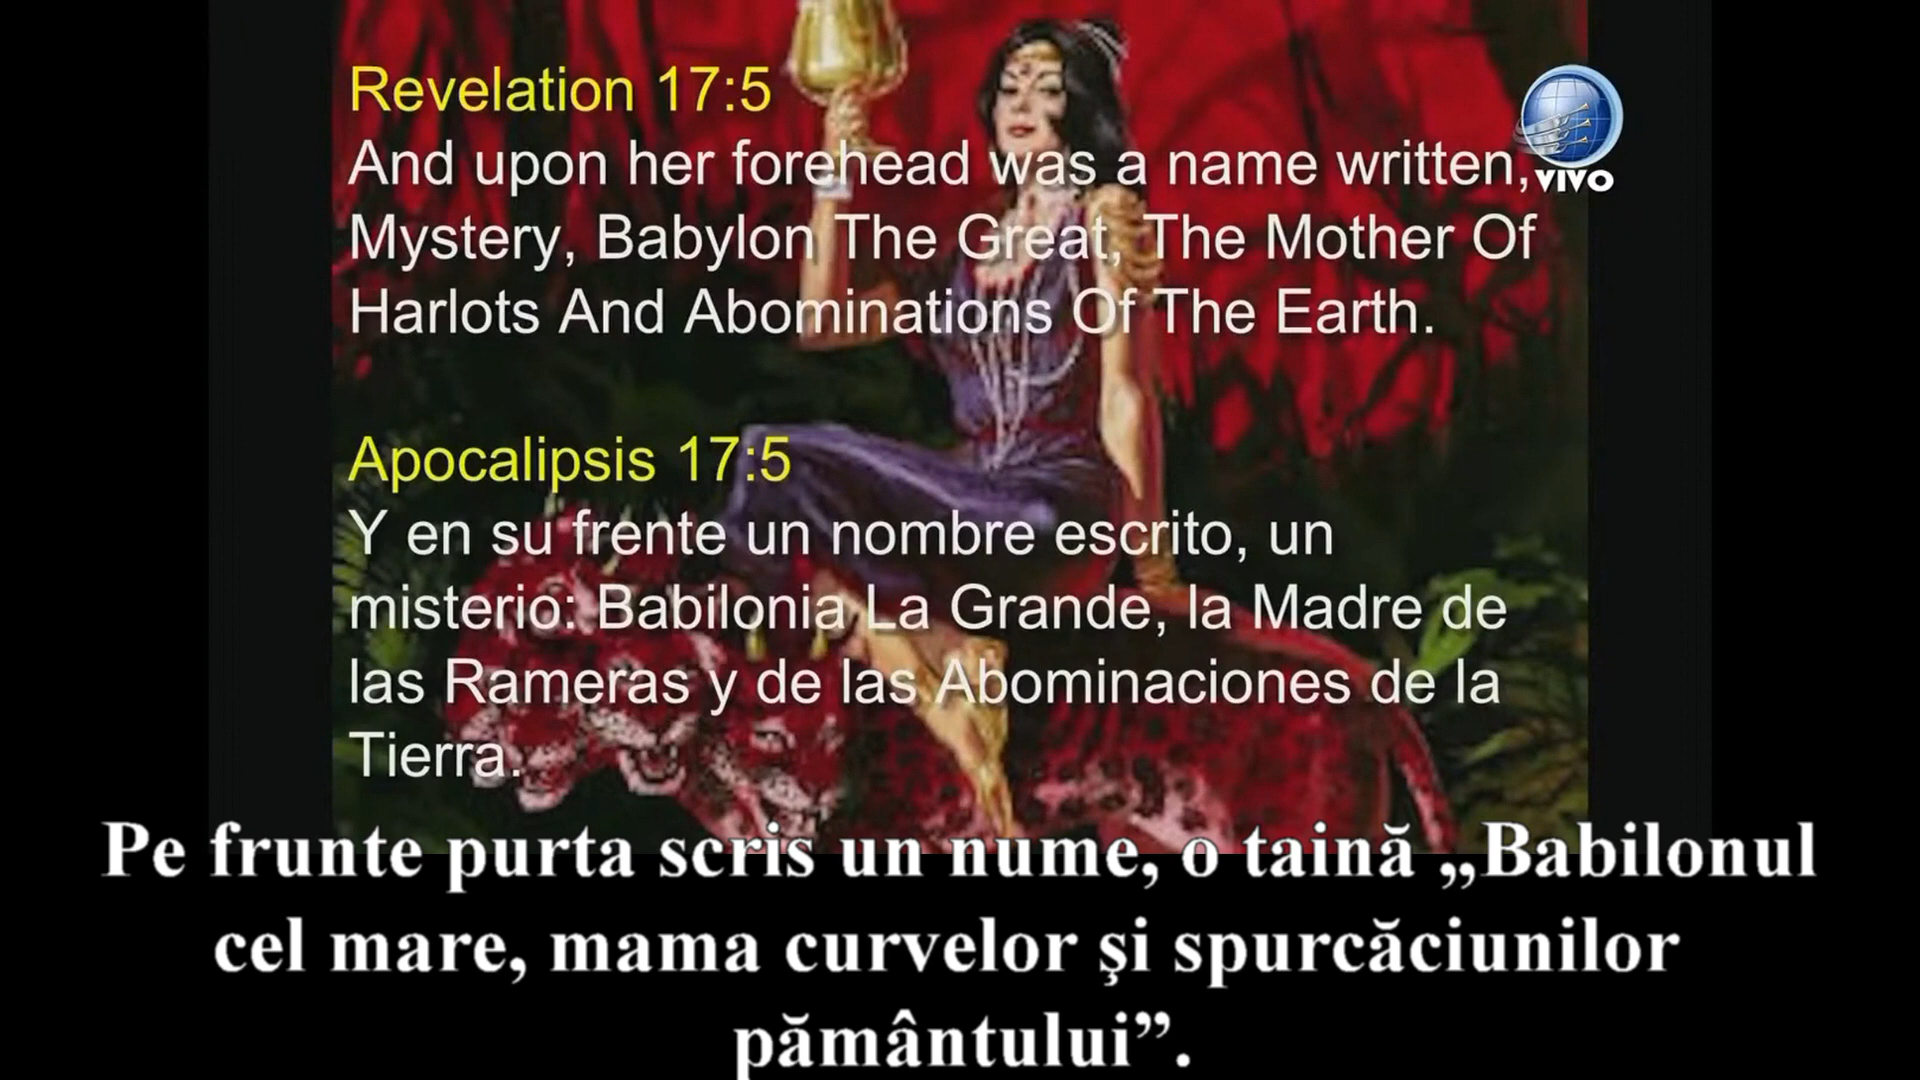 Revelation 17:5
And upon her forehead was a name written,
Mystery, Babylon The Great, The Mother Of
Harlots And Abominations Of The Earth.
VIVO
Apocalipsis 17:5
Y en su frente un nombre escrito, un
misterio: Babilonia La Grande, la Madre de
las Rameras y de las Abominaciones de la
Tierra.
Pe frunte purta scris un nume, o taină „Babilonul
cel mare, mama curvelor şi spurcăciunilor
pământului”.